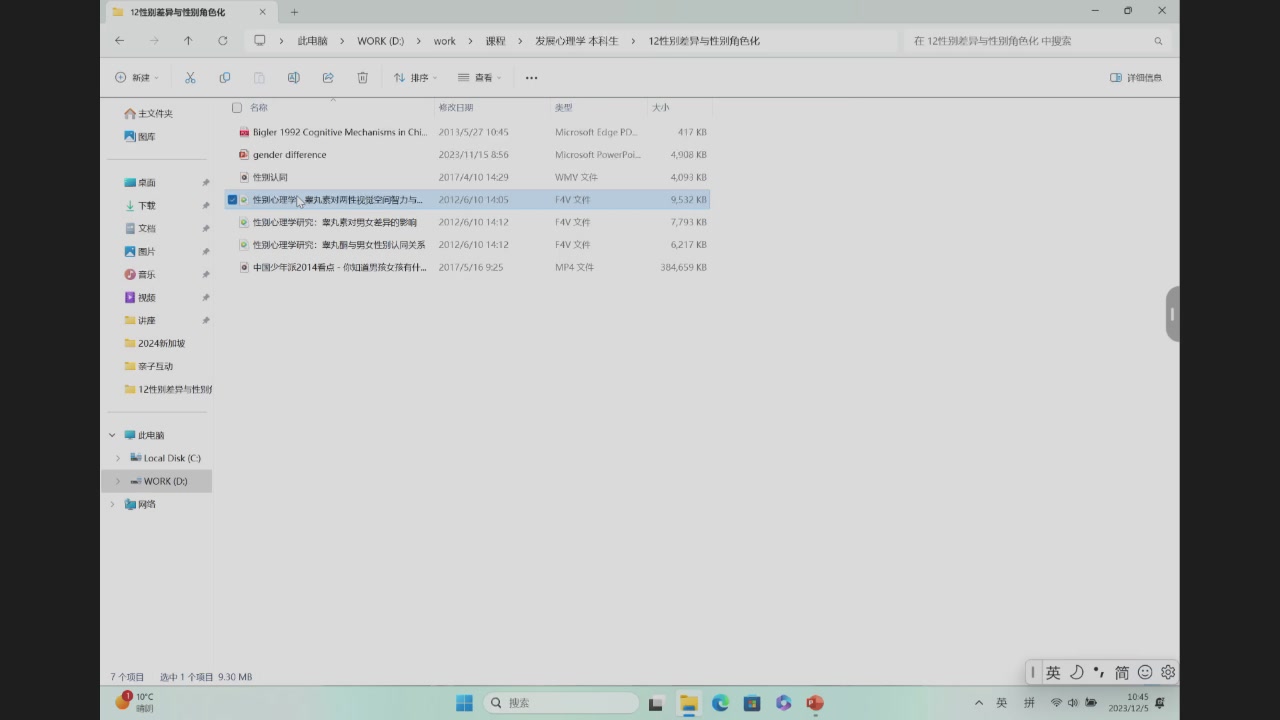 12性别差异与性别角色化
此电脑 > WORK (D:) > work > 课程 > 发展心理学 本科生 > 12性别差异与性别角色化
在 12性别差异与性别角色化 中搜索
新建
排序
查看
详细信息
名称 修改日期 类型 大小
Bigler 1992 Cognitive Mechanisms in Chi... 2013/5/27 10:45 Microsoft Edge PD... 417 KB
gender difference 2023/11/15 8:56 Microsoft PowerPoi... 4,908 KB
性别认同 2017/4/10 14:29 WMV 文件 4,093 KB
性别心理学 睾丸素对两性视觉空间智力与... 2012/6/10 14:05 F4V 文件 9,532 KB
性别心理学研究：睾丸素对男女差异的影响 2012/6/10 14:12 F4V 文件 7,793 KB
性别心理学研究：睾丸酮与男女性别认同关系 2012/6/10 14:12 F4V 文件 6,217 KB
中国少年派2014看点 - 你知道男孩女孩有什... 2017/5/16 9:25 MP4 文件 384,659 KB
主文件夹
图库
桌面
下载
文档
图片
音乐
视频
讲座
2024新加坡
亲子互动
12性别差异与性别
此电脑
Local Disk (C:)
WORK (D:)
网络
7 个项目 选中 1 个项目 9.30 MB
英 简
1
10°C
晴朗
搜索
英 拼
10:45
2023/12/5